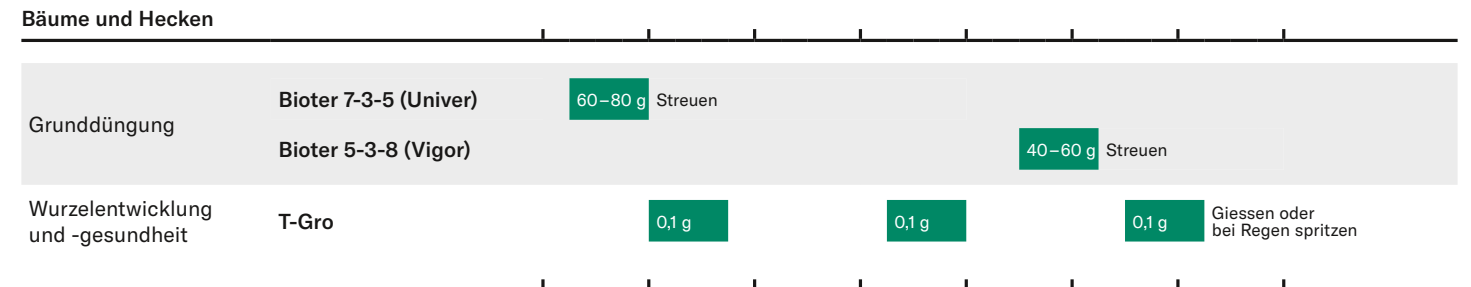 Bäume und Hecken
Grunddüngung
Bioter 7-3-5 (Univer)
60–80 g Streuen
Bioter 5-3-8 (Vigor)
40–60 g Streuen
Wurzelentwicklung
und -gesundheit
T-Gro
0,1 g
0,1 g
0,1 g
Giessen oder
bei Regen spritzen